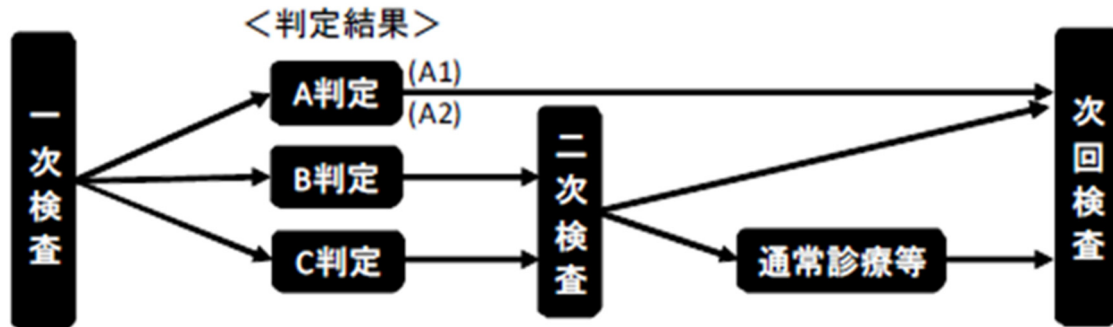 ＜判定結果＞
一次検査
A判定
(A1)
(A2)
B判定
C判定
二次検査
通常診療等
次回検査